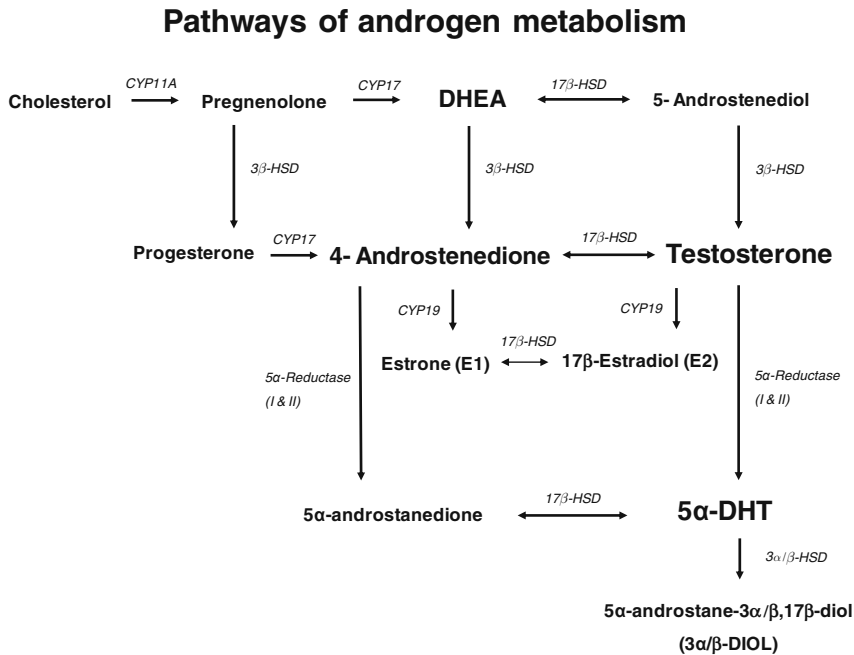 Pathways of androgen metabolism
CYP11A
CYP17
17β-HSD
Cholesterol
Pregnenolone
DHEA
5- Androstenediol
3β-HSD
3β-HSD
3β-HSD
CYP17
17β-HSD
Progesterone
4- Androstenedione
Testosterone
CYP19
CYP19
17β-HSD
Estrone (E1)
17β-Estradiol (E2)
5α-Reductase
(I & II)
5α-Reductase
(I & II)
17β-HSD
5α-androstanedione
5α-DHT
3α/β-HSD
5α-androstane-3α/β,17β-diol
(3α/β-DIOL)